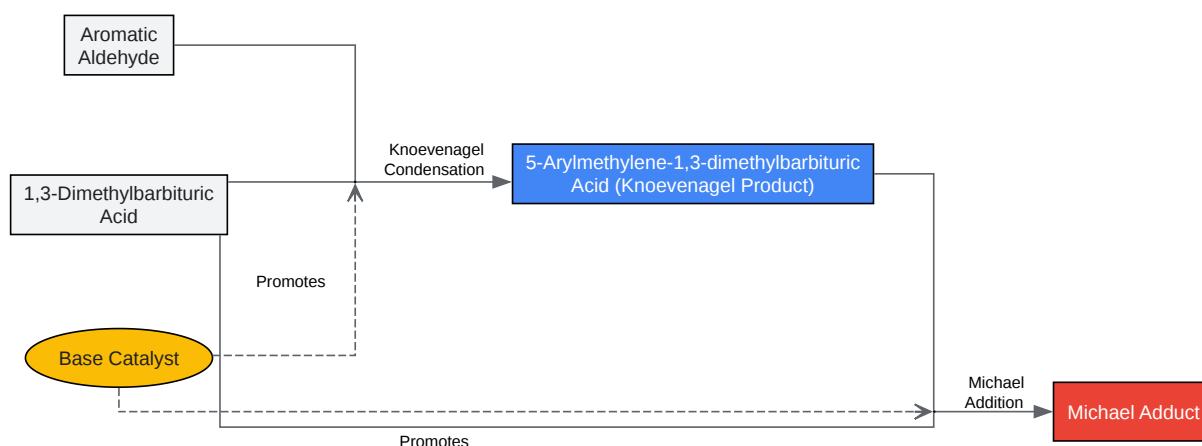 Aromatic
Aldehyde
Knoevenagel
Condensation
5-Arylmethylene-1,3-dimethylbarbituric
Acid (Knoevenagel Product)
1,3-Dimethylbarbituric
Acid
Promotes
Base Catalyst
Michael
Addition
Michael Adduct
Promotes